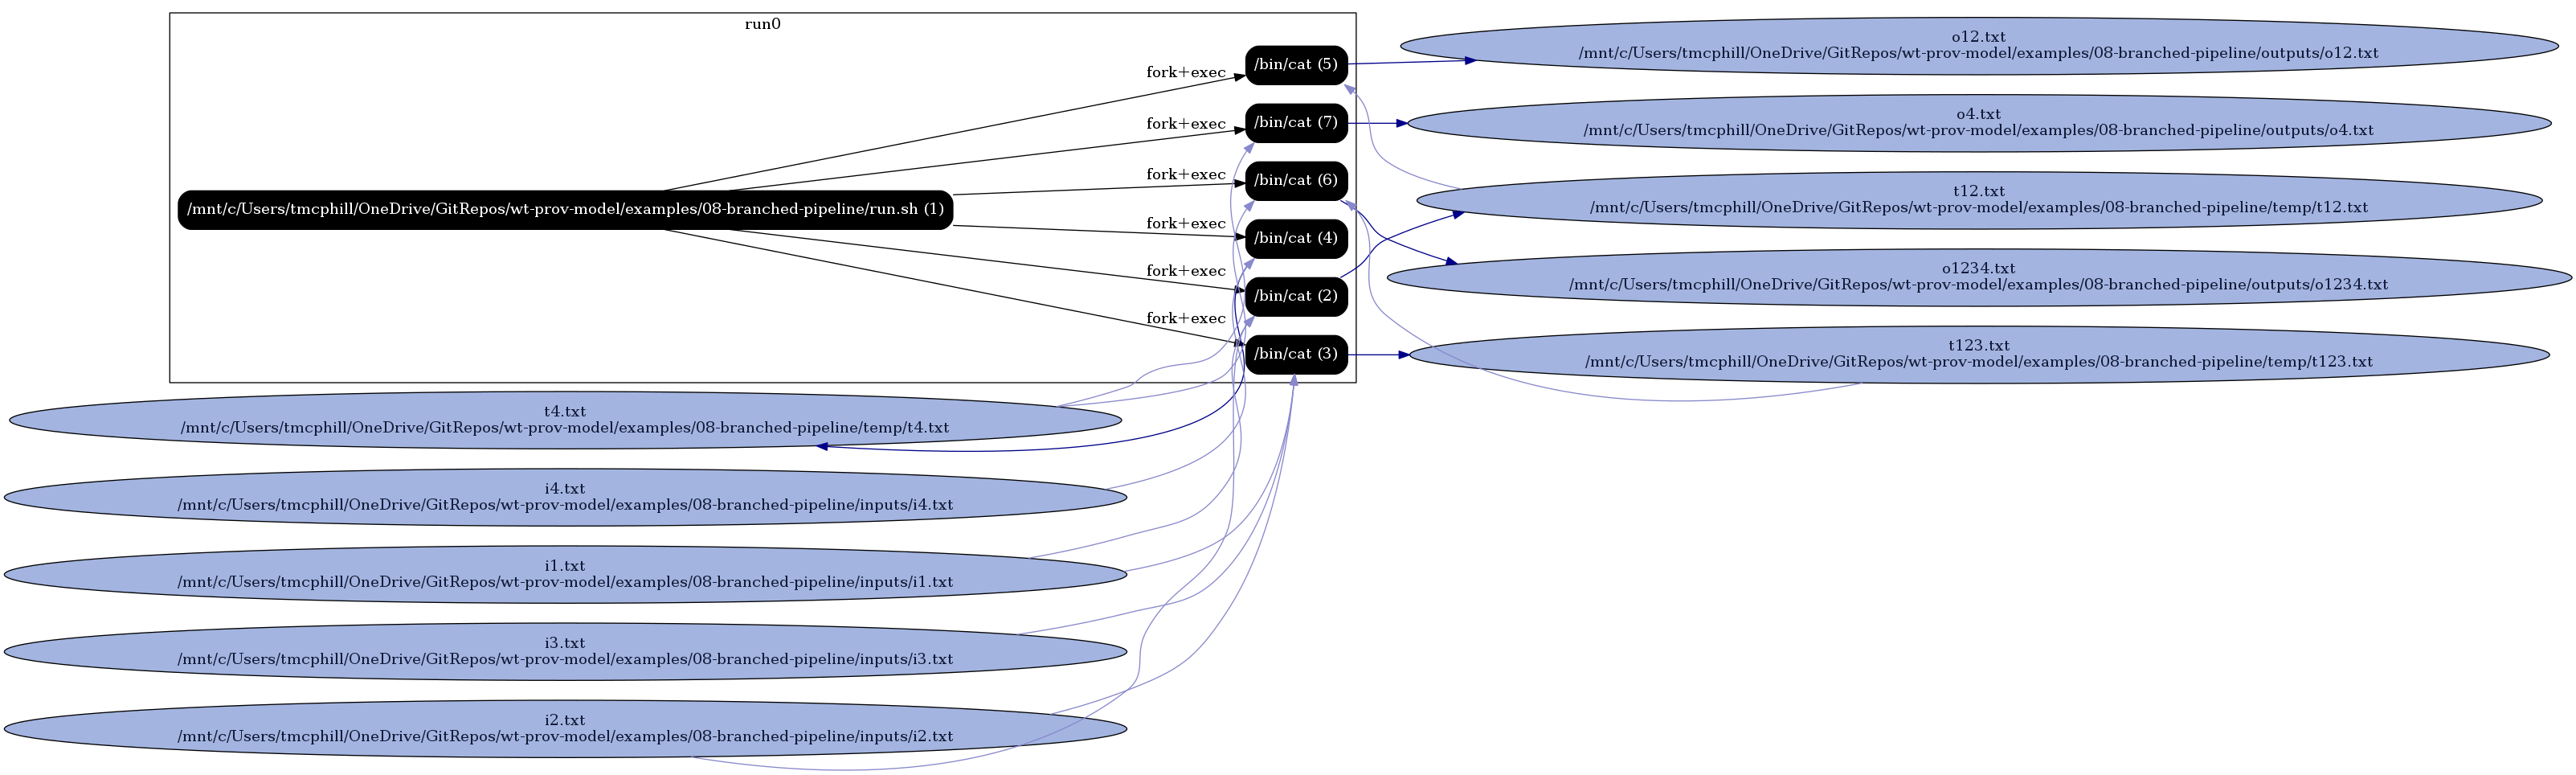 run0
/bin/cat (5)
fork+exec
/bin/cat (7)
fork+exec
/bin/cat (6)
fork+exec
/mnt/c/Users/tmcphill/OneDrive/GitRepos/wt-prov-model/examples/08-branched-pipeline/run.sh (1)
fork+exec
/bin/cat (4)
fork+exec
/bin/cat (2)
fork+exec
/bin/cat (3)
o12.txt
/mnt/c/Users/tmcphill/OneDrive/GitRepos/wt-prov-model/examples/08-branched-pipeline/outputs/o12.txt
o4.txt
/mnt/c/Users/tmcphill/OneDrive/GitRepos/wt-prov-model/examples/08-branched-pipeline/outputs/o4.txt
t12.txt
/mnt/c/Users/tmcphill/OneDrive/GitRepos/wt-prov-model/examples/08-branched-pipeline/temp/t12.txt
o1234.txt
/mnt/c/Users/tmcphill/OneDrive/GitRepos/wt-prov-model/examples/08-branched-pipeline/outputs/o1234.txt
t123.txt
/mnt/c/Users/tmcphill/OneDrive/GitRepos/wt-prov-model/examples/08-branched-pipeline/temp/t123.txt
t4.txt
/mnt/c/Users/tmcphill/OneDrive/GitRepos/wt-prov-model/examples/08-branched-pipeline/temp/t4.txt
i4.txt
/mnt/c/Users/tmcphill/OneDrive/GitRepos/wt-prov-model/examples/08-branched-pipeline/inputs/i4.txt
i1.txt
/mnt/c/Users/tmcphill/OneDrive/GitRepos/wt-prov-model/examples/08-branched-pipeline/inputs/i1.txt
i3.txt
/mnt/c/Users/tmcphill/OneDrive/GitRepos/wt-prov-model/examples/08-branched-pipeline/inputs/i3.txt
i2.txt
/mnt/c/Users/tmcphill/OneDrive/GitRepos/wt-prov-model/examples/08-branched-pipeline/inputs/i2.txt